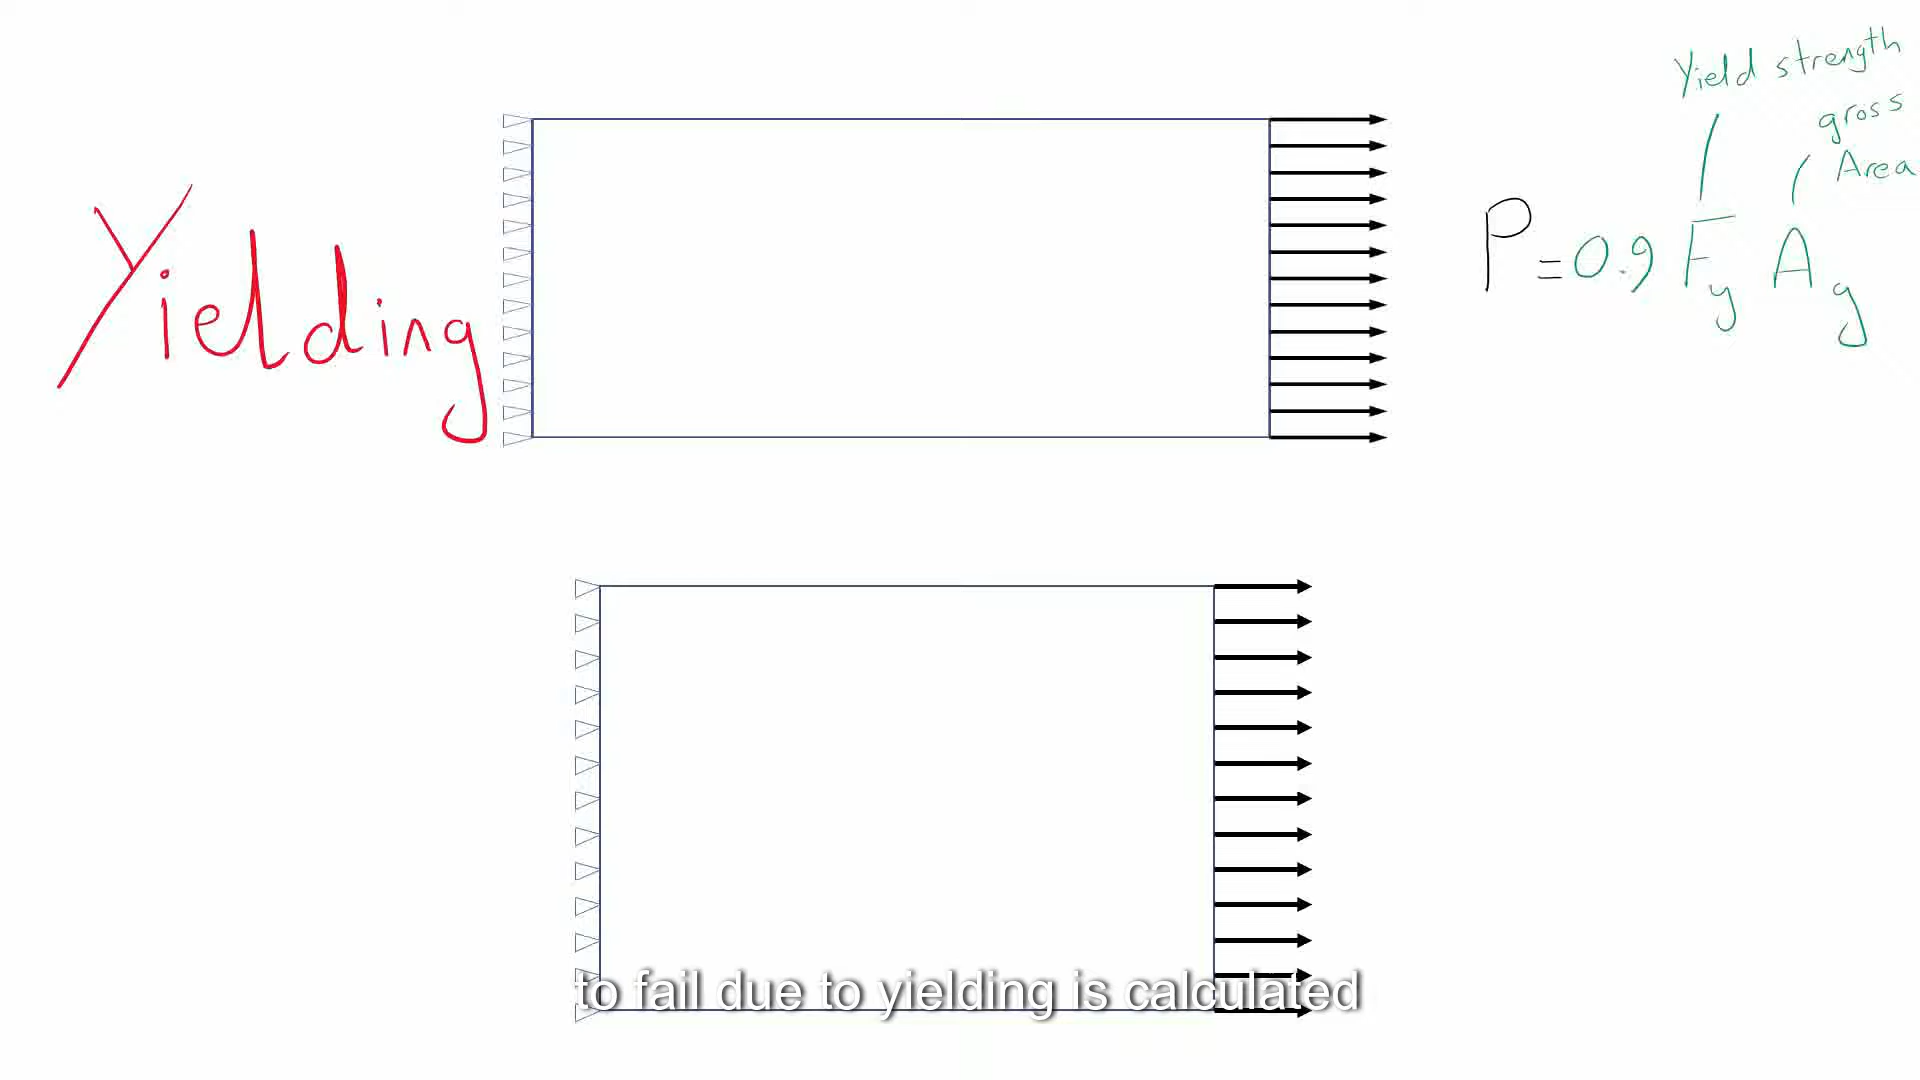 Yield strength
gross
Area
Yielding
P = 0.9 Fy Ag
to fail due to yielding is calculated